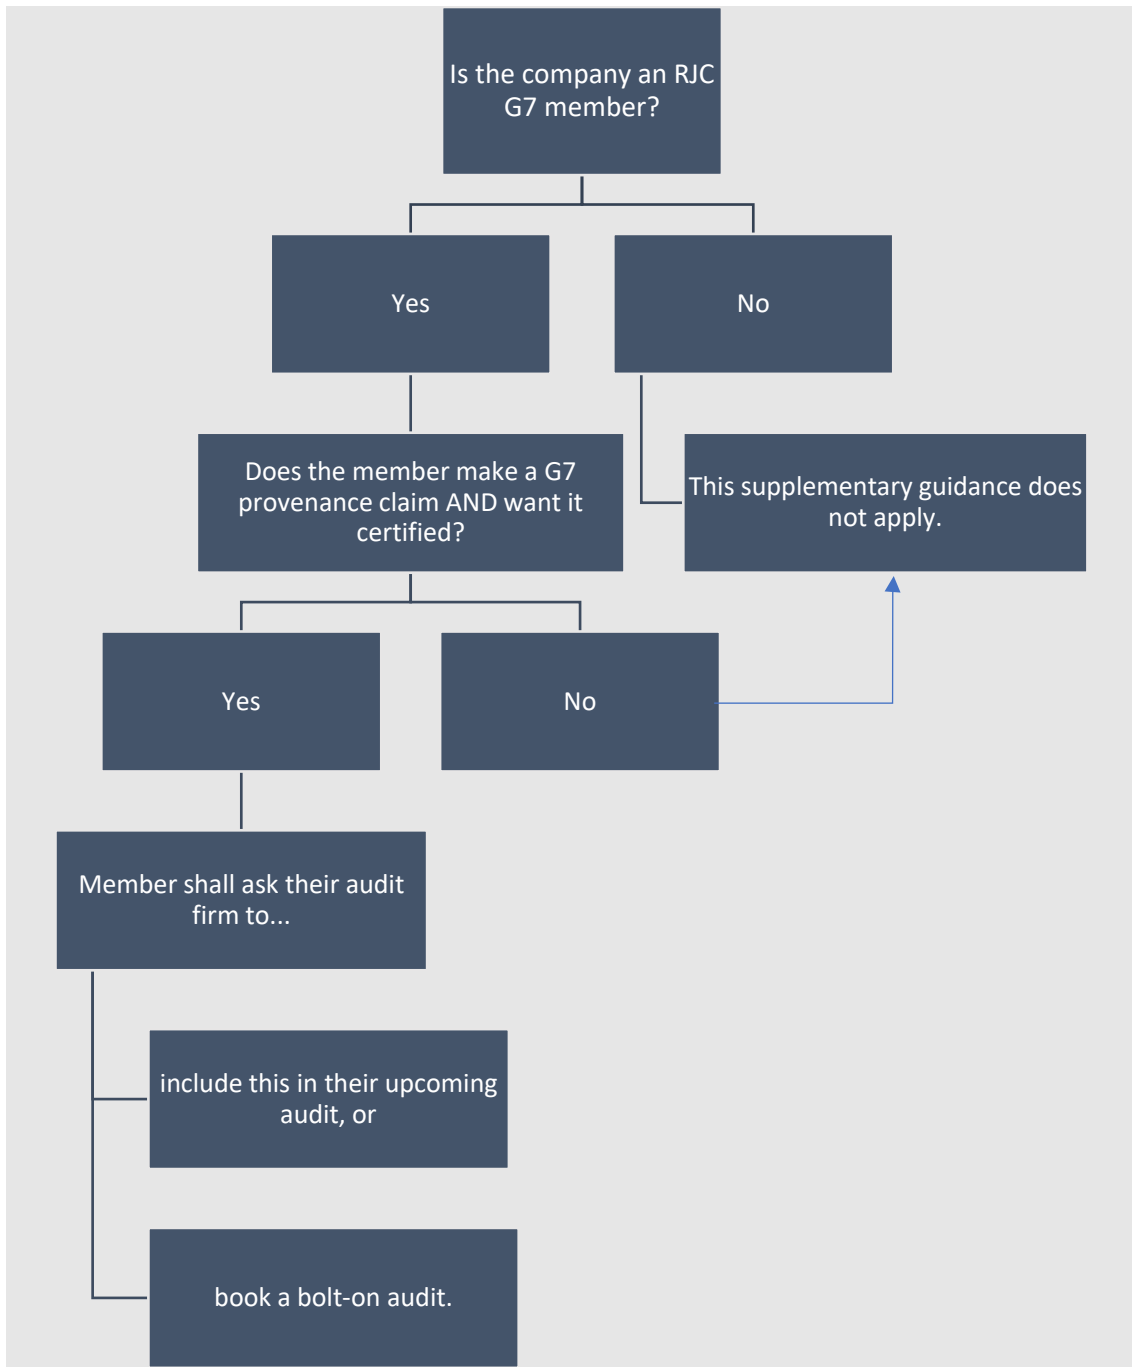 Is the company an RJC
G7 member?
Yes
No
Does the member make a G7
provenance claim AND want it
certified?
This supplementary guidance does
not apply.
Yes
No
Member shall ask their audit
firm to...
include this in their upcoming
audit, or
book a bolt-on audit.